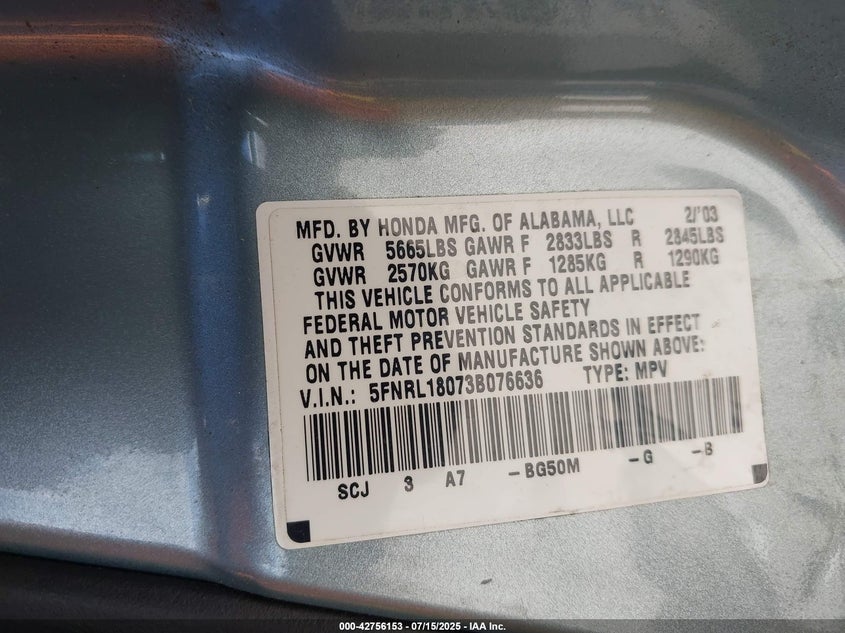 MFD. BY HONDA MFG. OF ALABAMA, LLC 2/'03
GVWR 5665LBS GAWR F 2833LBS R 2845LBS
GVWR 2570KG GAWR F 1285KG R 1290KG
THIS VEHICLE CONFORMS TO ALL APPLICABLE
FEDERAL MOTOR VEHICLE SAFETY
AND THEFT PREVENTION STANDARDS IN EFFECT
ON THE DATE OF MANUFACTURE SHOWN ABOVE:
V.I.N.: 5FNRL18073B076636 TYPE: MPV
SCJ 3 A7 -BG50M -G -B
000-42756153 - 07/15/2025 - IAA Inc.